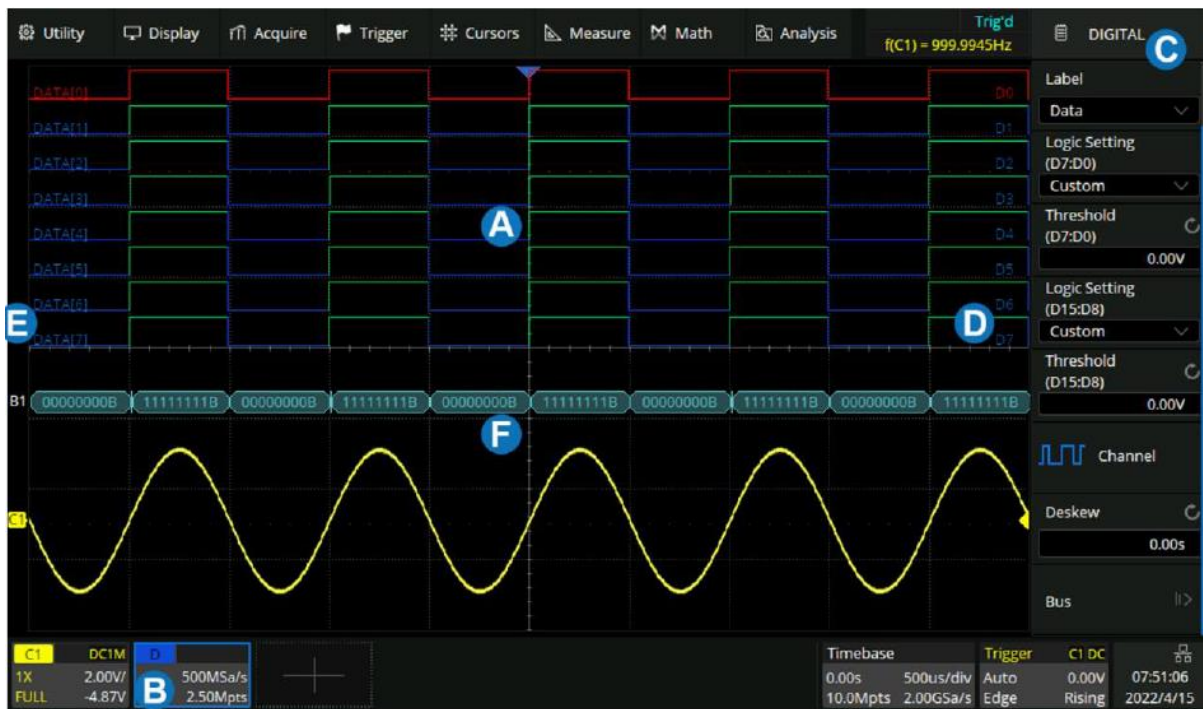 Utility Display Acquire Trigger Cursors Measure Math Analysis
Trig'd
f(C1) = 999.9945Hz
DIGITAL
C
Label
Data
Logic Setting
(D7:D0)
Custom
Threshold
(D7:D0)
0.00V
Logic Setting
(D15:D8)
Custom
Threshold
(D15:D8)
0.00V
Channel
Deskew
0.00s
Bus
DATA[0] D0
DATA[1] D1
DATA[2] D2
DATA[3] D3
A
DATA[4] D4
DATA[5] D5
DATA[6] D6
E D
DATA[7] D7
B1 00000000B 11111111B 00000000B 11111111B 00000000B 11111111B 00000000B 11111111B 00000000B 11111111B
F
C1
C1 DC1M
1X 2.00V/
FULL -4.87V
D
500MSa/s
B 2.50Mpts
Timebase
0.00s 500us/div
10.0Mpts 2.00GSa/s
Trigger C1 DC
Auto 0.00V
Edge Rising
07:51:06
2022/4/15